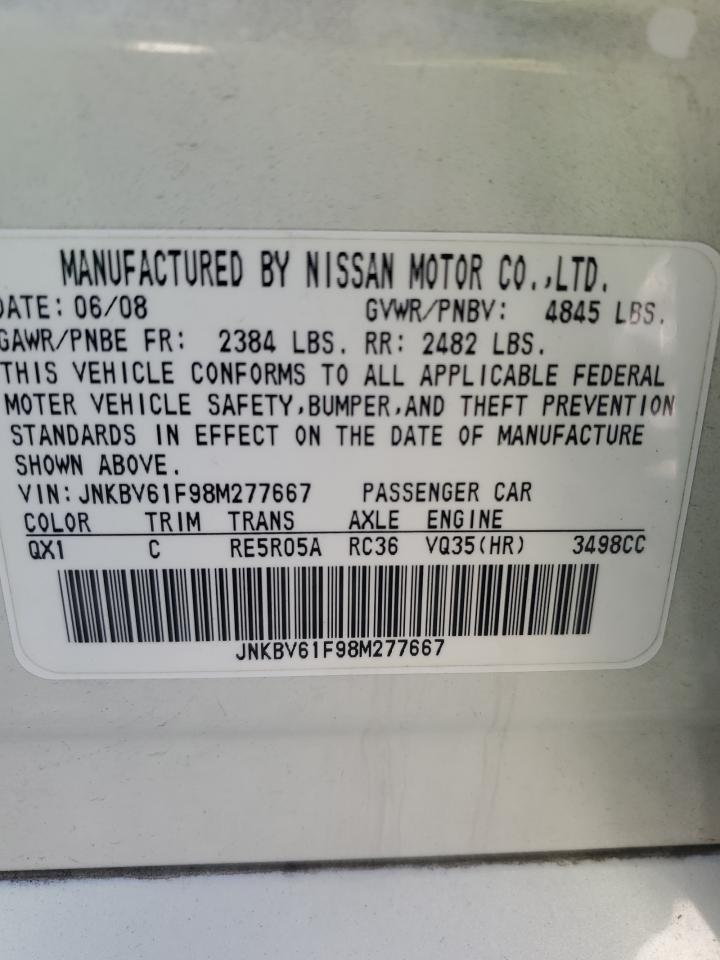 MANUFACTURED BY NISSAN MOTOR CO.,LTD.
DATE: 06/08 GVWR/PNBV: 4845 LBS.
GAWR/PNBE FR: 2384 LBS. RR: 2482 LBS.
THIS VEHICLE CONFORMS TO ALL APPLICABLE FEDERAL
MOTER VEHICLE SAFETY,BUMPER,AND THEFT PREVENTION
STANDARDS IN EFFECT ON THE DATE OF MANUFACTURE
SHOWN ABOVE.
VIN:JNKBV61F98M277667 PASSENGER CAR
COLOR TRIM TRANS AXLE ENGINE
QX1 C RE5R05A RC36 VQ35(HR) 3498CC
JNKBV61F98M277667